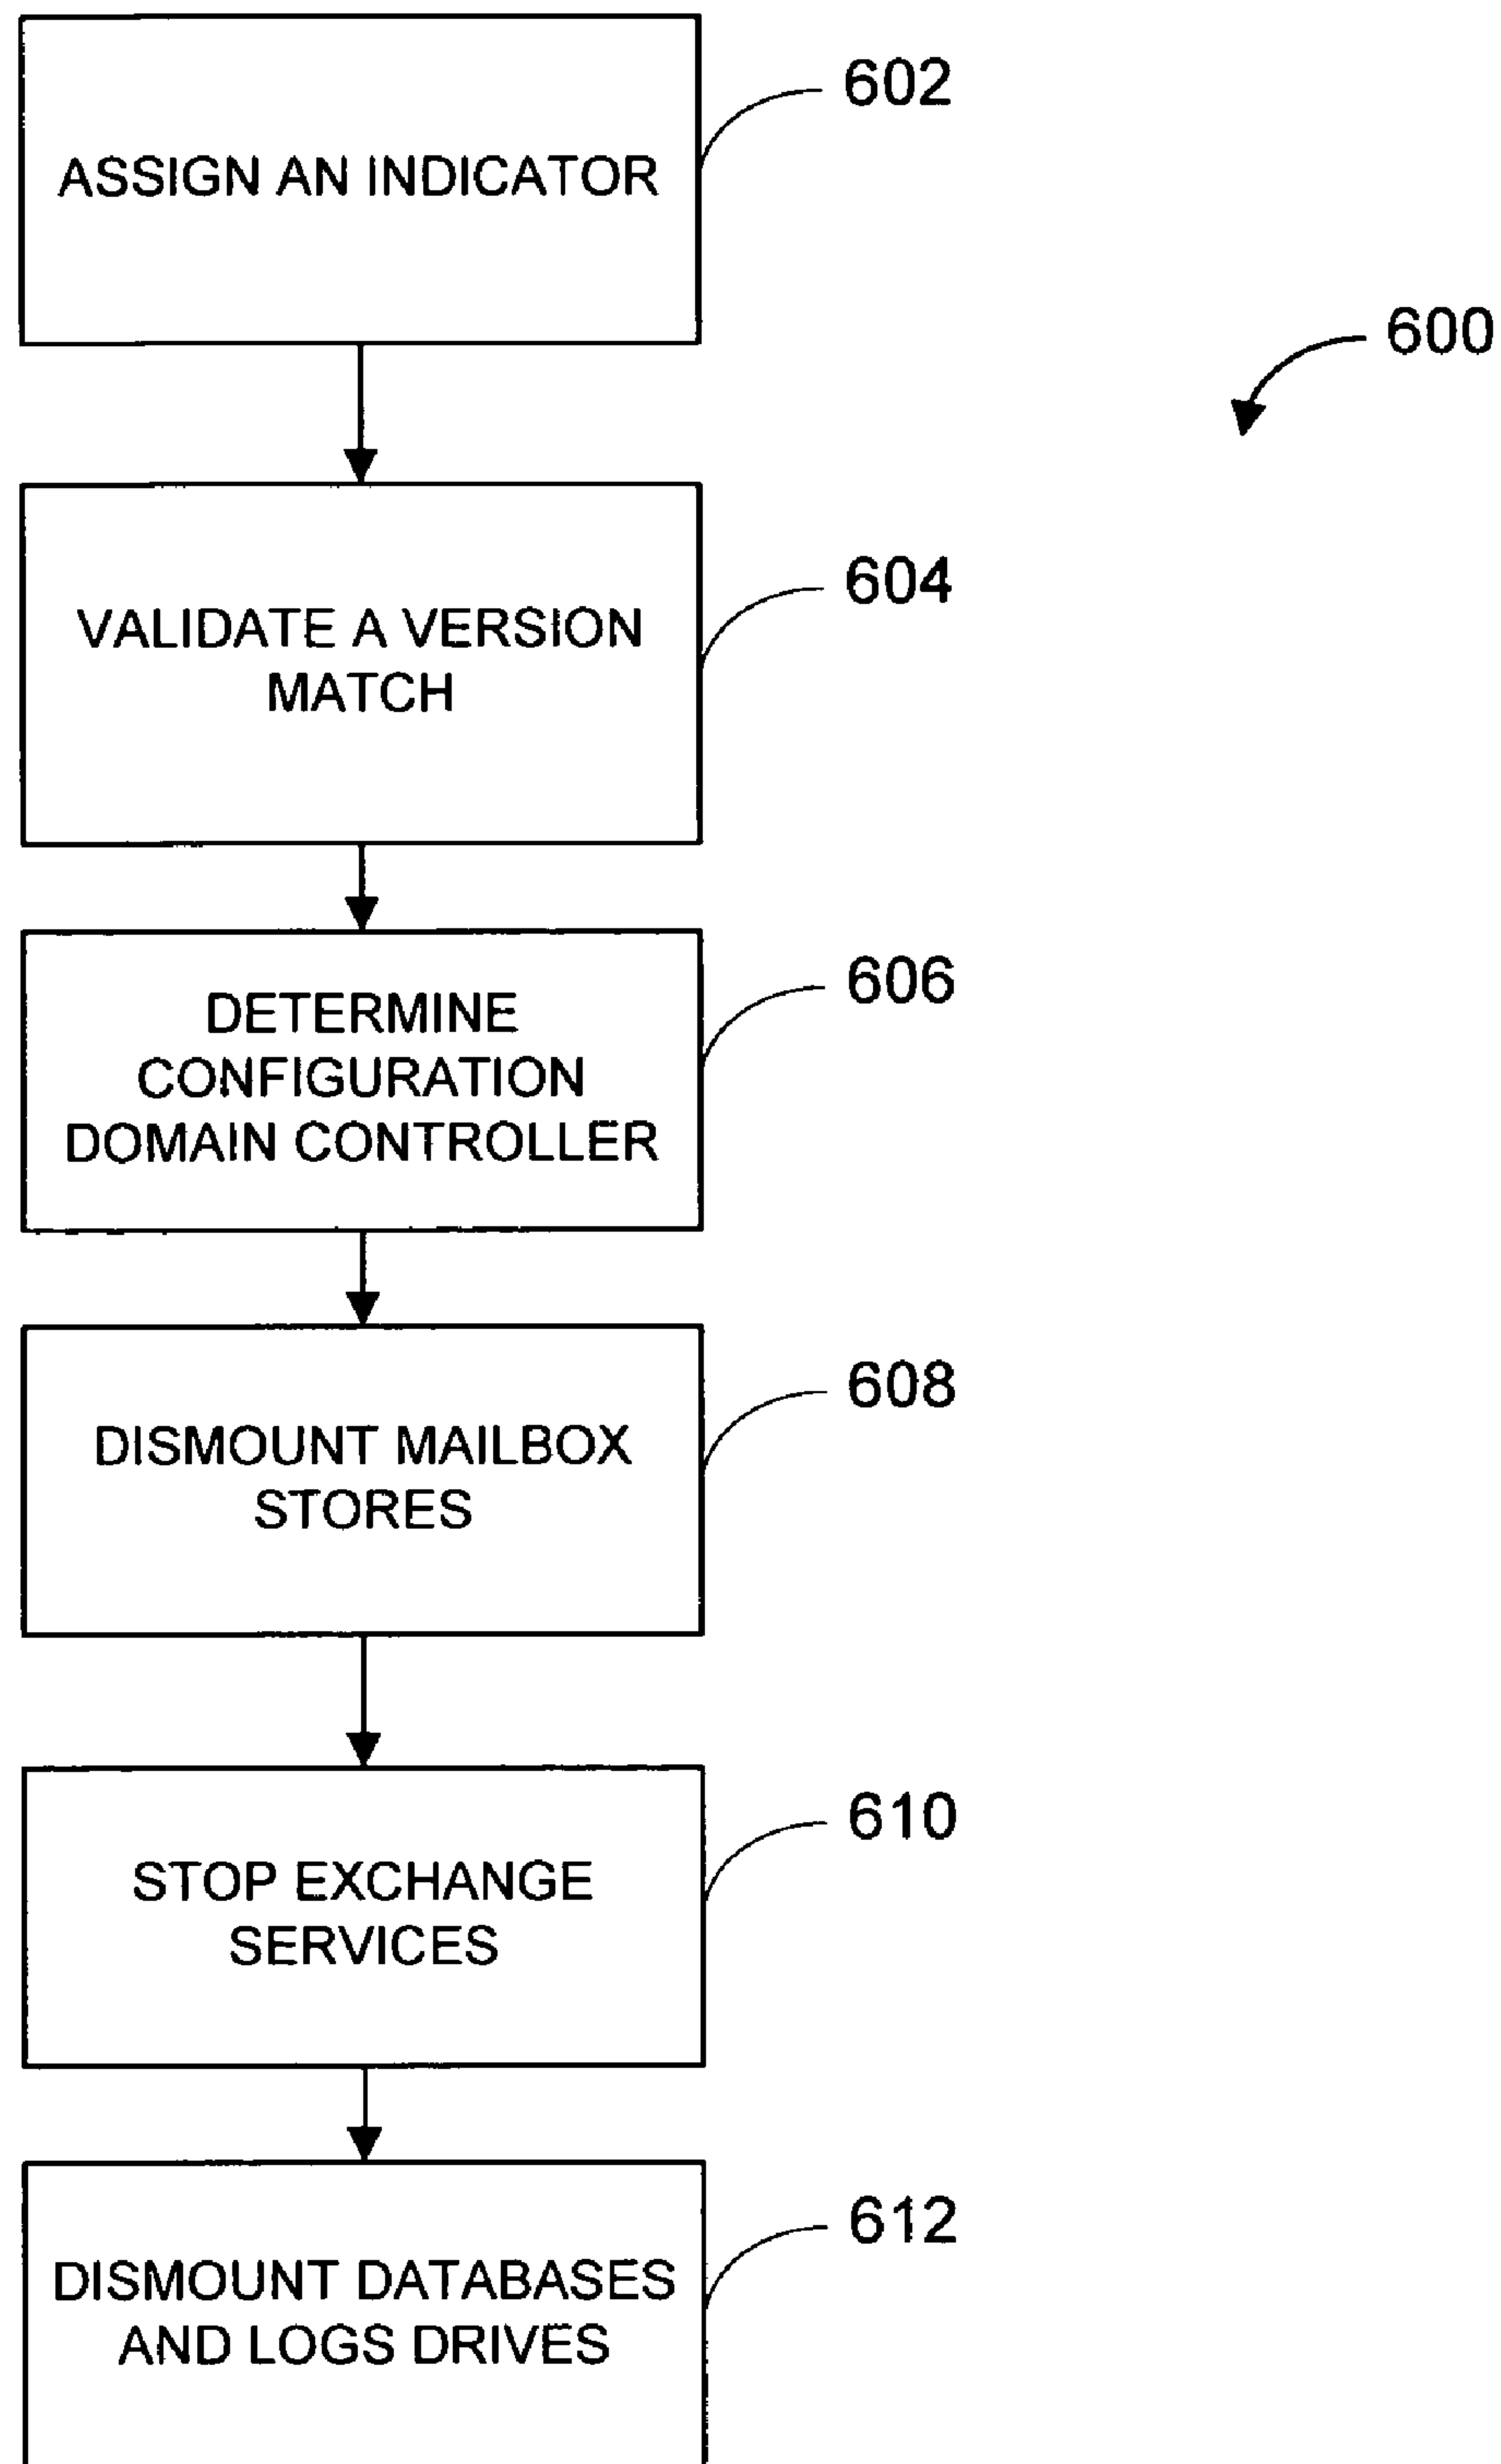 ASSIGN AN INDICATOR
602
600
VALIDATE A VERSION
MATCH
604
DETERMINE
CONFIGURATION
DOMAIN CONTROLLER
606
DISMOUNT MAILBOX
STORES
608
STOP EXCHANGE
SERVICES
610
DISMOUNT DATABASES
AND LOGS DRIVES
612